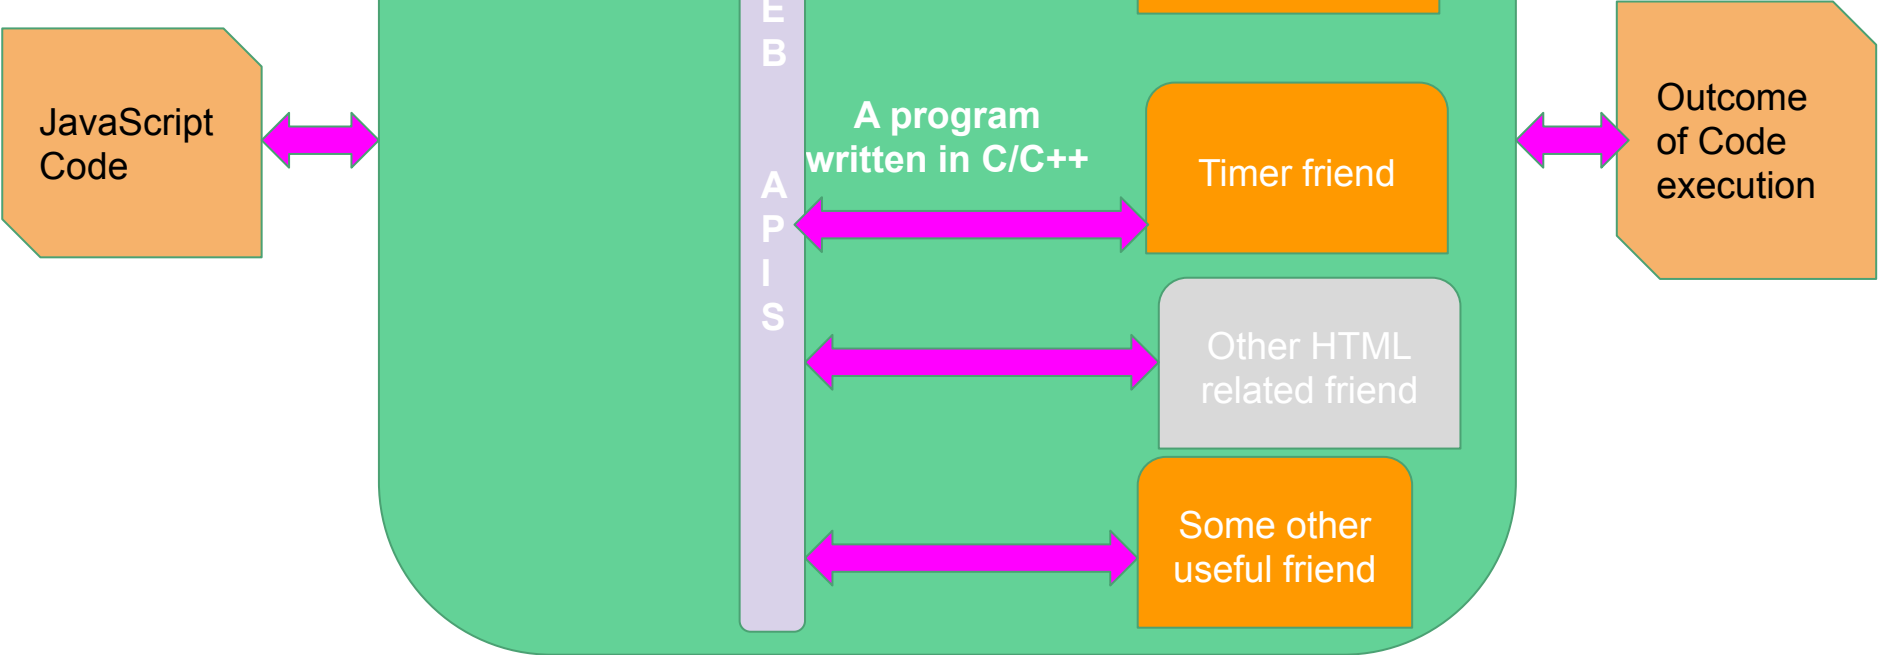 E
B
A
P
I
S
JavaScript
Code
A program
written in C/C++
Timer friend
Other HTML
related friend
Some other
useful friend
Outcome
of Code
execution